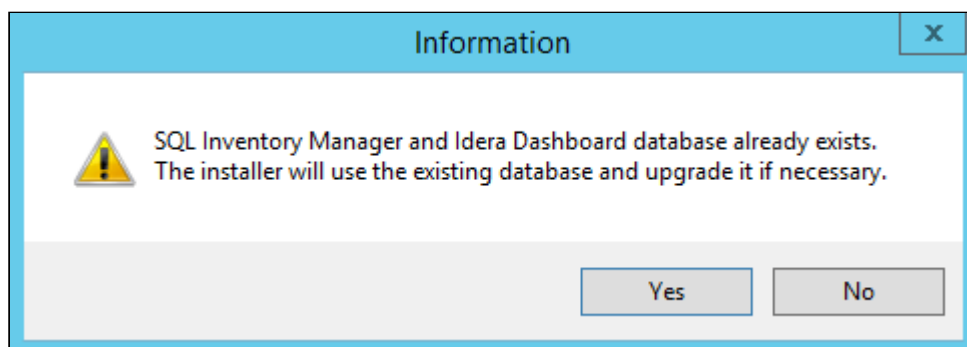 Information
x
SQL Inventory Manager and Idera Dashboard database already exists.
The installer will use the existing database and upgrade it if necessary.
Yes
No